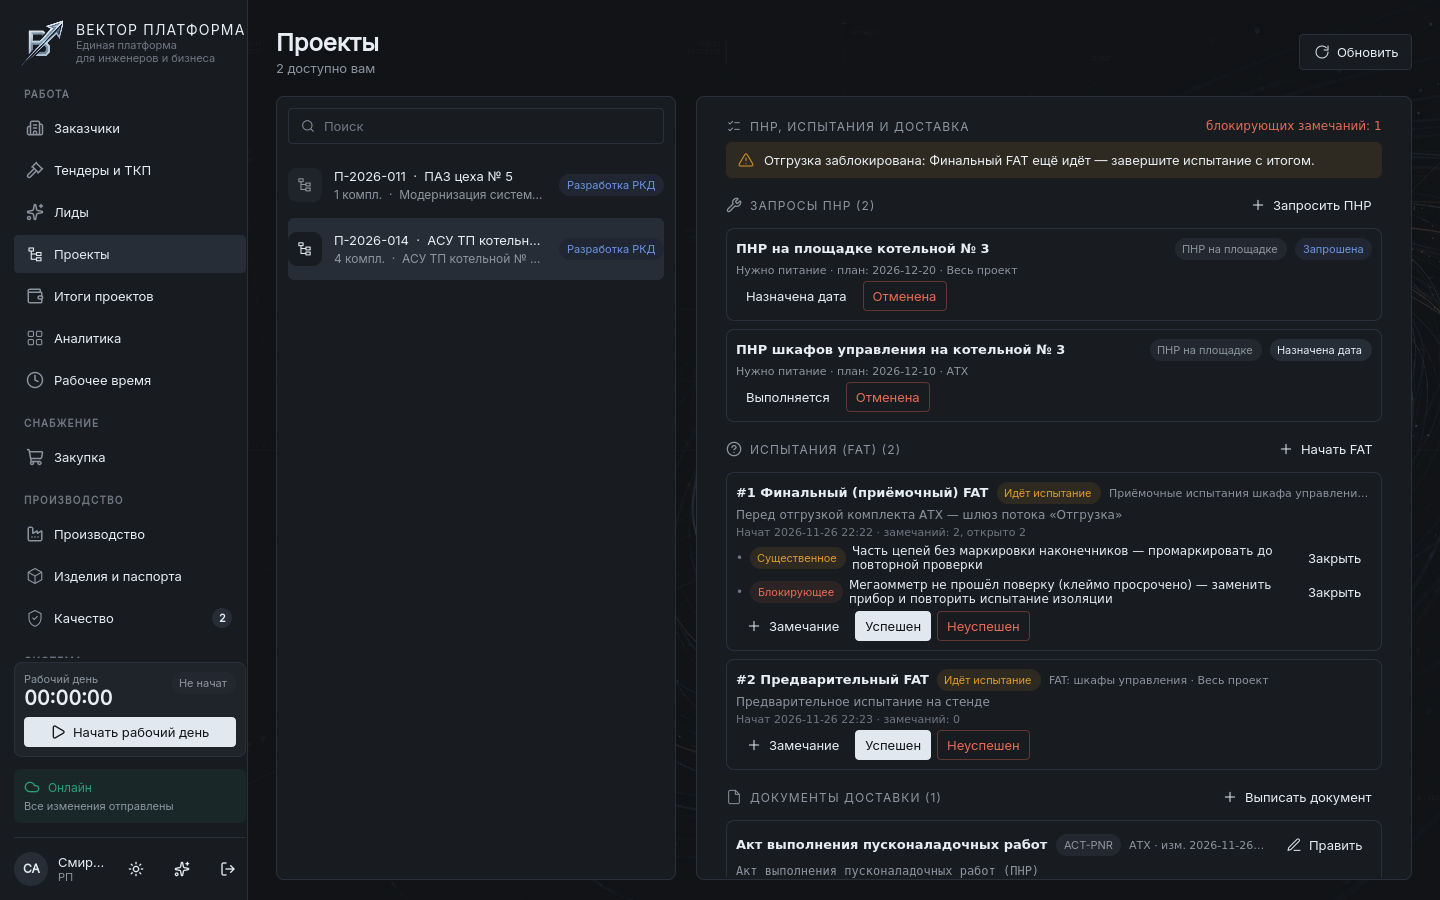 ВЕКТОР ПЛАТФОРМА
Единая платформа
для инженеров и бизнеса
РАБОТА
Заказчики
Тендеры и ТКП
Лиды
Проекты
Итоги проектов
Аналитика
Рабочее время
СНАБЖЕНИЕ
Закупка
ПРОИЗВОДСТВО
Производство
Изделия и паспорта
Качество 2
Рабочий день
Не начат
00:00:00
Начать рабочий день
Онлайн
Все изменения отправлены
СА
Смир...
РП
Проекты
2 доступно вам
Обновить
Поиск
П-2026-011 · ПАЗ цеха № 5
1 компл. · Модернизация систем...
Разработка РКД
П-2026-014 · АСУ ТП котельн...
4 компл. · АСУ ТП котельной № ...
Разработка РКД
ПНР, ИСПЫТАНИЯ И ДОСТАВКА
блокирующих замечаний: 1
Отгрузка заблокирована: Финальный FAT ещё идёт — завершите испытание с итогом.
ЗАПРОСЫ ПНР (2)
Запросить ПНР
ПНР на площадке котельной № 3
ПНР на площадке
Запрошена
Нужно питание · план: 2026-12-20 · Весь проект
Назначена дата
Отменена
ПНР шкафов управления на котельной № 3
ПНР на площадке
Назначена дата
Нужно питание · план: 2026-12-10 · АТХ
Выполняется
Отменена
ИСПЫТАНИЯ (FAT) (2)
Начать FAT
#1 Финальный (приёмочный) FAT
Идёт испытание
Приёмочные испытания шкафа управлени...
Перед отгрузкой комплекта АТХ — шлюз потока «Отгрузка»
Начат 2026-11-26 22:22 · замечаний: 2, открыто 2
• Существенное
Часть цепей без маркировки наконечников — промаркировать до
повторной проверки
Закрыть
• Блокирующее
Мегаомметр не прошёл поверку (клеймо просрочено) — заменить
прибор и повторить испытание изоляции
Закрыть
Замечание
Успешен
Неуспешен
#2 Предварительный FAT
Идёт испытание
FAT: шкафы управления · Весь проект
Предварительное испытание на стенде
Начат 2026-11-26 22:23 · замечаний: 0
Замечание
Успешен
Неуспешен
ДОКУМЕНТЫ ДОСТАВКИ (1)
Выписать документ
Акт выполнения пусконаладочных работ
ACT-PNR
АТХ · изм. 2026-11-26...
Править
Акт выполнения пусконаладочных работ (ПНР)